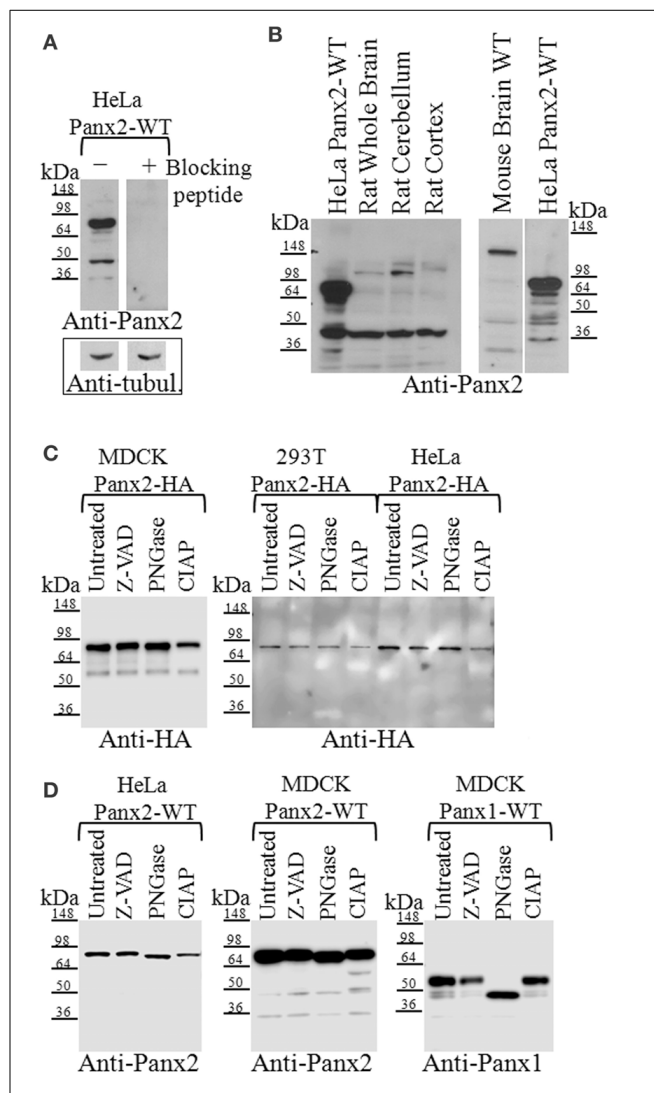 A
HeLa
Panx2-WT
− + Blocking
peptide
kDa
148
98
64
50
36
Anti-Panx2
Anti-tubul.
B
HeLa Panx2-WT
Rat Whole Brain
Rat Cerebellum
Rat Cortex
Mouse Brain WT
HeLa Panx2-WT
kDa
148
98
64
50
36
kDa
148
98
64
50
36
Anti-Panx2
C
MDCK
Panx2-HA
Untreated
Z-VAD
PNGase
CIAP
kDa
148
98
64
50
36
Anti-HA
293T
Panx2-HA
HeLa
Panx2-HA
Untreated
Z-VAD
PNGase
CIAP
Untreated
Z-VAD
PNGase
CIAP
kDa
148
98
64
50
36
Anti-HA
D
HeLa
Panx2-WT
Untreated
Z-VAD
PNGase
CIAP
kDa
148
98
64
50
36
Anti-Panx2
MDCK
Panx2-WT
Untreated
Z-VAD
PNGase
CIAP
kDa
148
98
64
50
36
Anti-Panx2
MDCK
Panx1-WT
Untreated
Z-VAD
PNGase
CIAP
kDa
148
98
64
50
36
Anti-Panx1